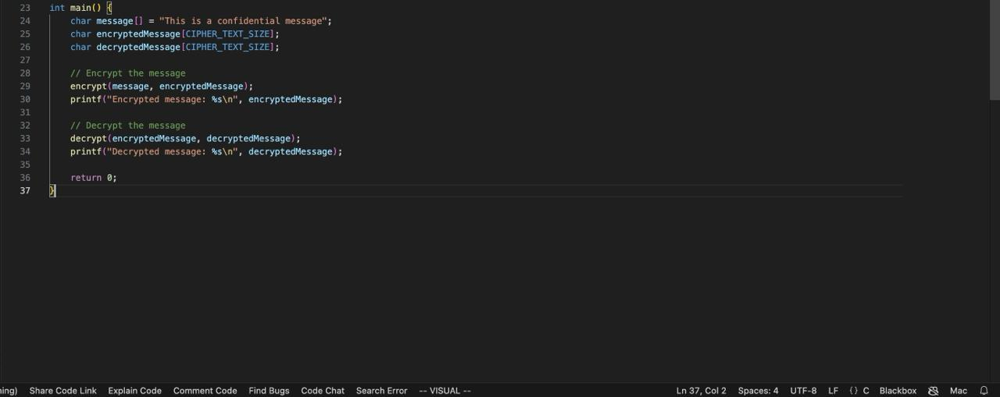 23 int main() {
24 char message[] = "This is a confidential message";
25 char encryptedMessage[CIPHER_TEXT_SIZE];
26 char decryptedMessage[CIPHER_TEXT_SIZE];
27
28 // Encrypt the message
29 encrypt(message, encryptedMessage);
30 printf("Encrypted message: %s\n", encryptedMessage);
31
32 // Decrypt the message
33 decrypt(encryptedMessage, decryptedMessage);
34 printf("Decrypted message: %s\n", decryptedMessage);
35
36 return 0;
37 }
ning) Share Code Link Explain Code Comment Code Find Bugs Code Chat Search Error -- VISUAL -- Ln 37, Col 2 Spaces: 4 UTF-8 LF {} C Blackbox Mac